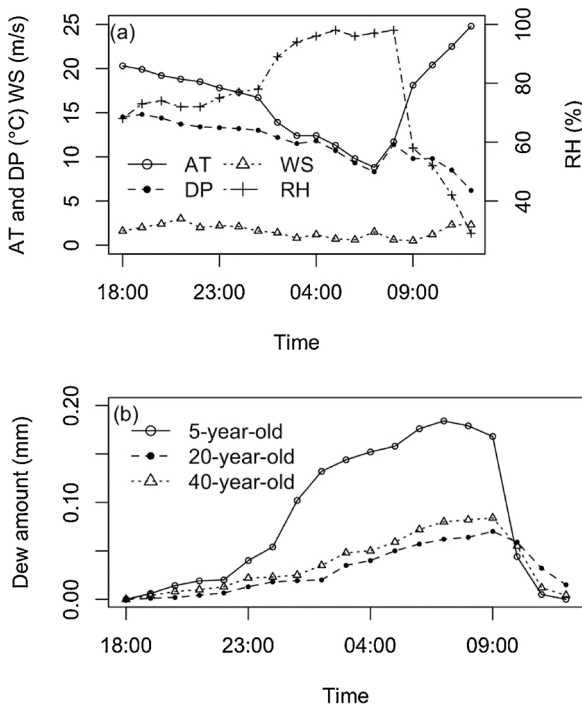 (a)
AT and DP (°C) WS (m/s)
25
20
15
10
5
0
100
80
60
40
RH (%)
AT WS
DP RH
18:00 23:00 04:00 09:00
Time
(b)
Dew amount (mm)
0.20
0.10
0.00
5-year-old
20-year-old
40-year-old
18:00 23:00 04:00 09:00
Time